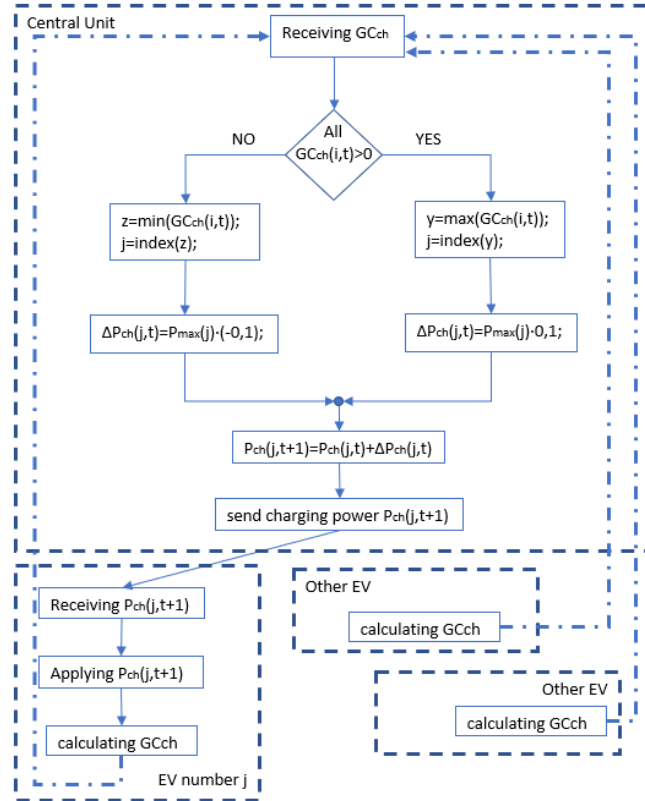 Central Unit
Receiving GCch
All
GCch(i,t)>0
NO
YES
z=min(GCch(i,t));
j=index(z);
y=max(GCch(i,t));
j=index(y);
ΔPch(j,t)=Pmax(j)·(-0,1);
ΔPch(j,t)=Pmax(j)·0,1;
Pch(j,t+1)=Pch(j,t)+ΔPch(j,t)
send charging power Pch(j,t+1)
Receiving Pch(j,t+1)
Applying Pch(j,t+1)
calculating GCch
EV number j
Other EV
calculating GCch
Other EV
calculating GCch